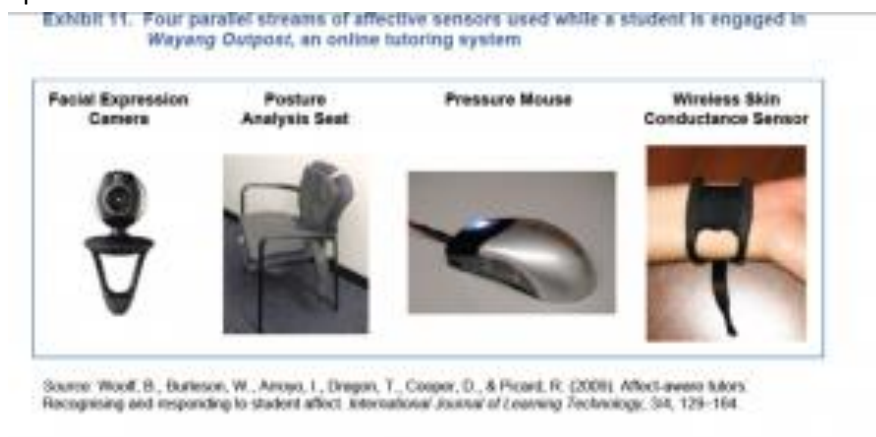 Exhibit 11. Four parallel streams of affective sensors used while a student is engaged in
Wayang Outpost, an online tutoring system
Facial Expression
Camera
Posture
Analysis Seat
Pressure Mouse
Wireless Skin
Conductance Sensor
Source: Woolf, B., Burleson, W., Arroyo, I., Dragon, T., Cooper, D., & Picard, R. (2009). Affect-aware tutors:
Recognising and responding to student affect. International Journal of Learning Technology, 3/4, 129–164.